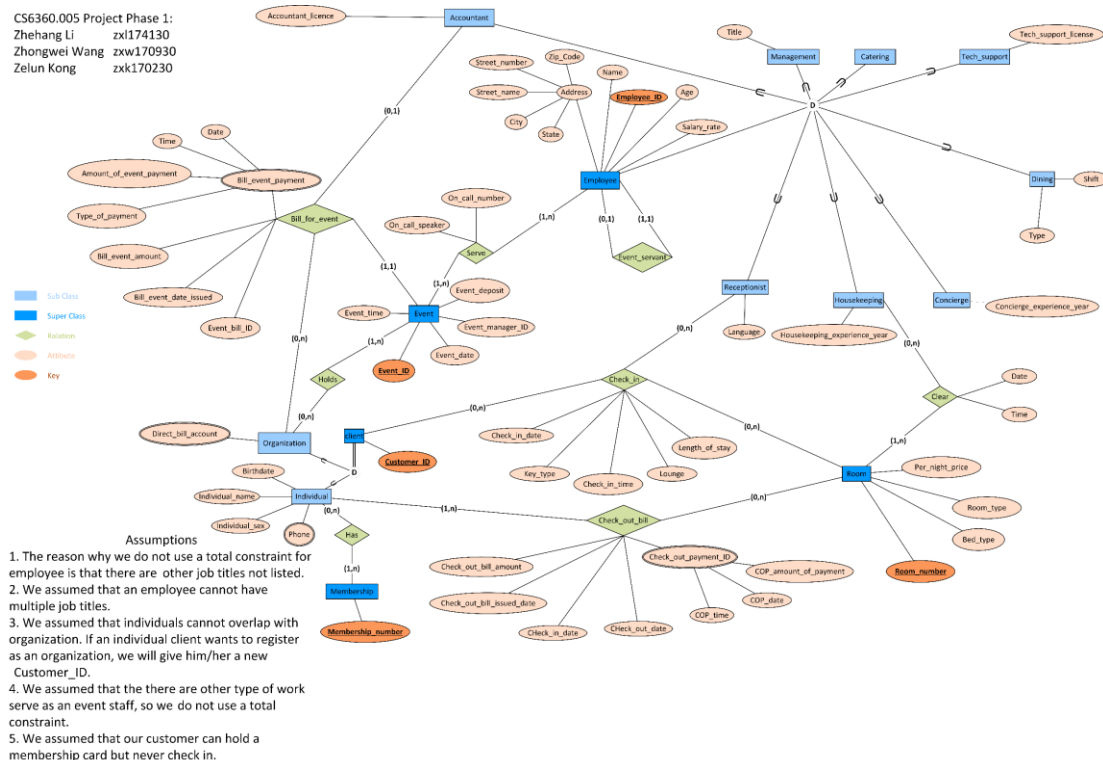 CS6360.005 Project Phase 1:
Zhehang Li zxl174130
Zhongwei Wang zxw170930
Zelun Kong zxk170230
Accountant_licence
Accountant
Title
Management
Catering
Tech_support_license
Tech_support
Zip_Code
Street_number
Address
Street_name
City
State
Name
Employee_ID
Age
Salary_rate
Employee
D
Dining
Shift
Type
(0,1)
Date
Time
Amount_of_event_payment
Bill_event_payment
Type_of_payment
Bill_for_event
Bill_event_amount
Bill_event_date_issued
Event_bill_ID
On_call_number
On_call_speaker
Serve
(1,n)
(1,n)
(0,1)
(1,1)
Event_servant
(1,1)
Receptionist
Language
Housekeeping
Housekeeping_experience_year
Concierge
Concierge_experience_year
Sub Class
Super Class
Relation
Attribute
Key
Event_deposit
Event_time
Event
Event_manager_ID
Event_date
Event_ID
(1,n)
Holds
(0,n)
(0,n)
(0,n)
(0,n)
Check_in
(0,n)
(0,n)
Clear
Date
Time
(0,n)
(1,n)
Check_in_date
Key_type
Check_in_time
Lounge
Length_of_stay
Direct_bill_account
Organization
client
Customer_ID
D
Birthdate
Individual_name
Individual
Individual_sex
Phone
(0,n)
Has
(1,n)
Membership
Membership_number
(1,n)
Check_out_bill
(0,n)
Room
Per_night_price
Room_type
Bed_type
Room_number
Check_out_bill_amount
Check_out_bill_issued_date
CHeck_in_date
CHeck_out_date
Check_out_payment_ID
COP_amount_of_payment
COP_date
COP_time
Assumptions
1. The reason why we do not use a total constraint for
employee is that there are other job titles not listed.
2. We assumed that an employee cannot have
multiple job titles.
3. We assumed that individuals cannot overlap with
organization. If an individual client wants to register
as an organization, we will give him/her a new
Customer_ID.
4. We assumed that the there are other type of work
serve as an event staff, so we do not use a total
constraint.
5. We assumed that our customer can hold a
membership card but never check in.